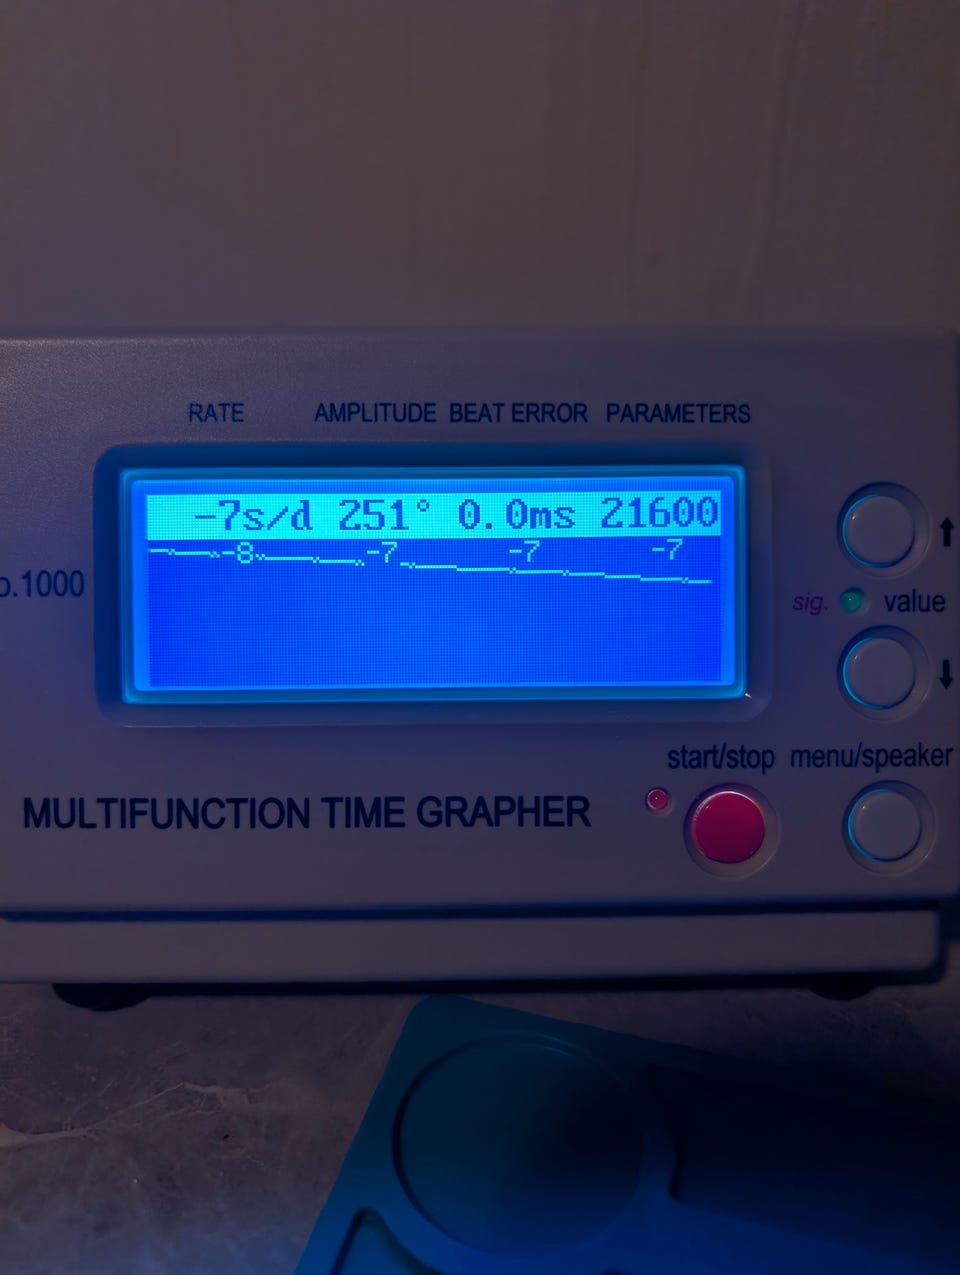 RATE AMPLITUDE BEAT ERROR PARAMETERS
-7s/d 251° 0.0ms 21600
-8 -7 -7 -7
o.1000
sig. value
start/stop menu/speaker
MULTIFUNCTION TIME GRAPHER